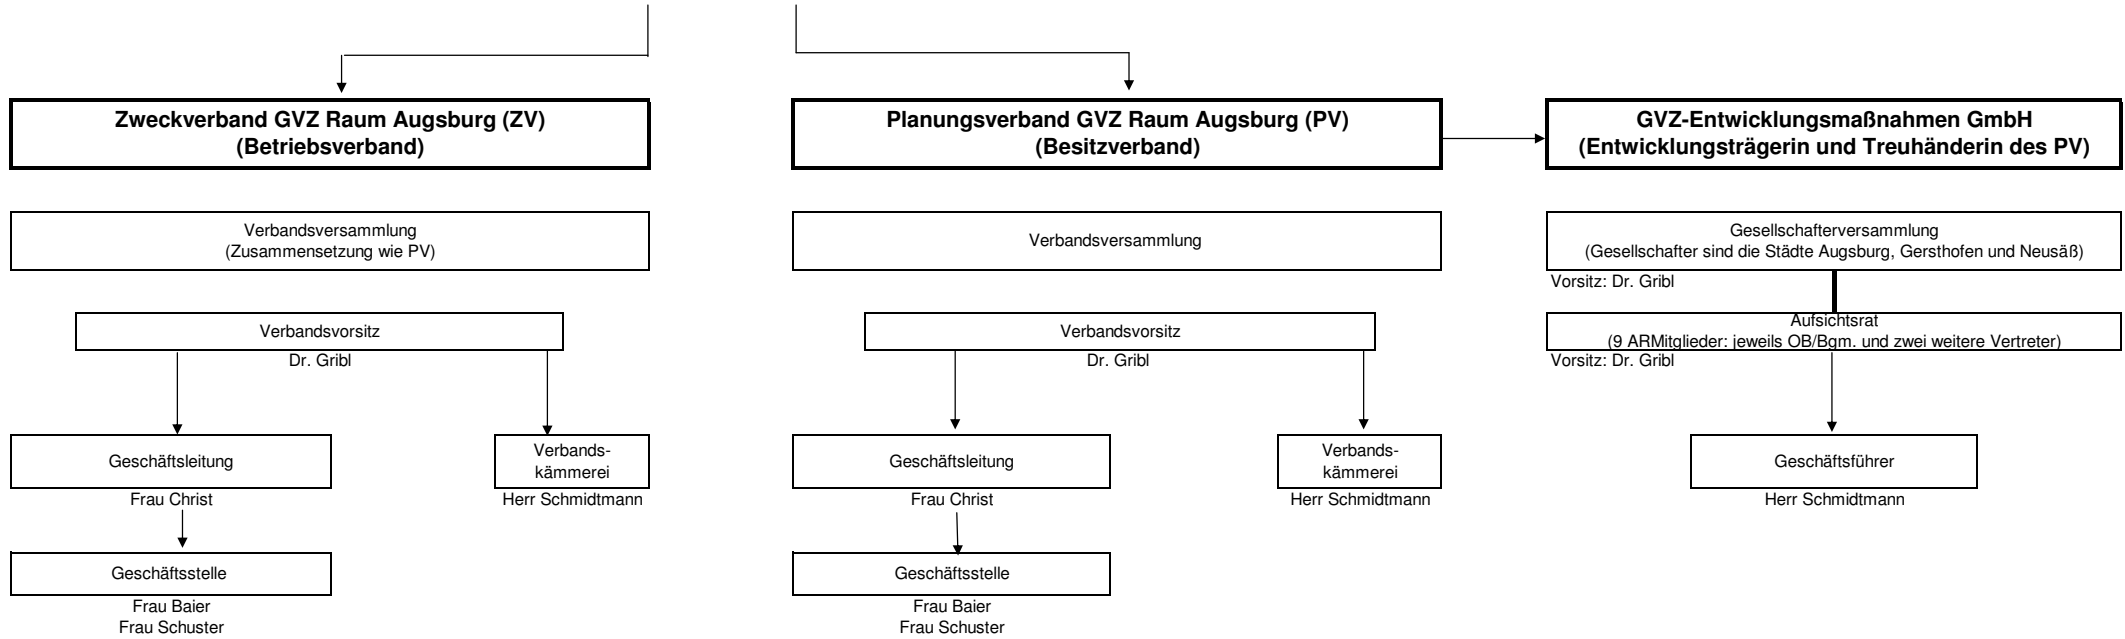 Zweckverband GVZ Raum Augsburg (ZV)
(Betriebsverband)
Verbandsversammlung
(Zusammensetzung wie PV)
Verbandsvorsitz
Dr. Gribl
Geschäftsleitung
Frau Christ
Verbands-
kämmerei
Herr Schmidtmann
Geschäftsstelle
Frau Baier
Frau Schuster
Planungsverband GVZ Raum Augsburg (PV)
(Besitzverband)
Verbandsversammlung
Verbandsvorsitz
Dr. Gribl
Geschäftsleitung
Frau Christ
Verbands-
kämmerei
Herr Schmidtmann
Geschäftsstelle
Frau Baier
Frau Schuster
GVZ-Entwicklungsmaßnahmen GmbH
(Entwicklungsträgerin und Treuhänderin des PV)
Gesellschafterversammlung
(Gesellschafter sind die Städte Augsburg, Gersthofen und Neusäß)
Vorsitz: Dr. Gribl
Aufsichtsrat
(9 ARMitglieder: jeweils OB/Bgm. und zwei weitere Vertreter)
Vorsitz: Dr. Gribl
Geschäftsführer
Herr Schmidtmann